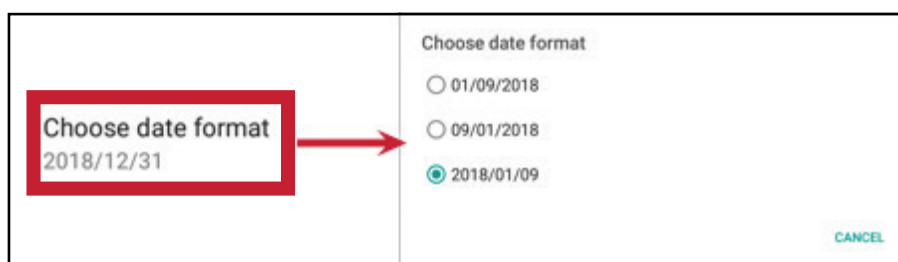 Choose date format
2018/12/31
Choose date format
01/09/2018
09/01/2018
2018/01/09
CANCEL